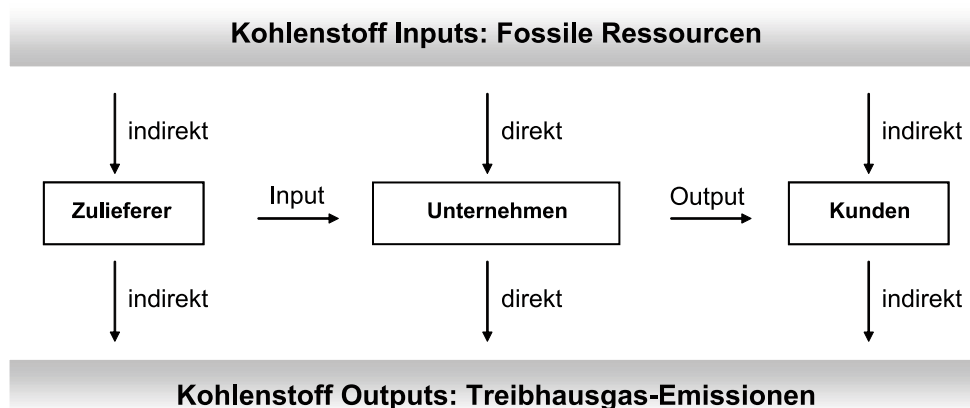 Kohlenstoff Inputs: Fossile Ressourcen
indirekt
direkt
indirekt
Zulieferer
Input
Unternehmen
Output
Kunden
indirekt
direkt
indirekt
Kohlenstoff Outputs: Treibhausgas-Emissionen